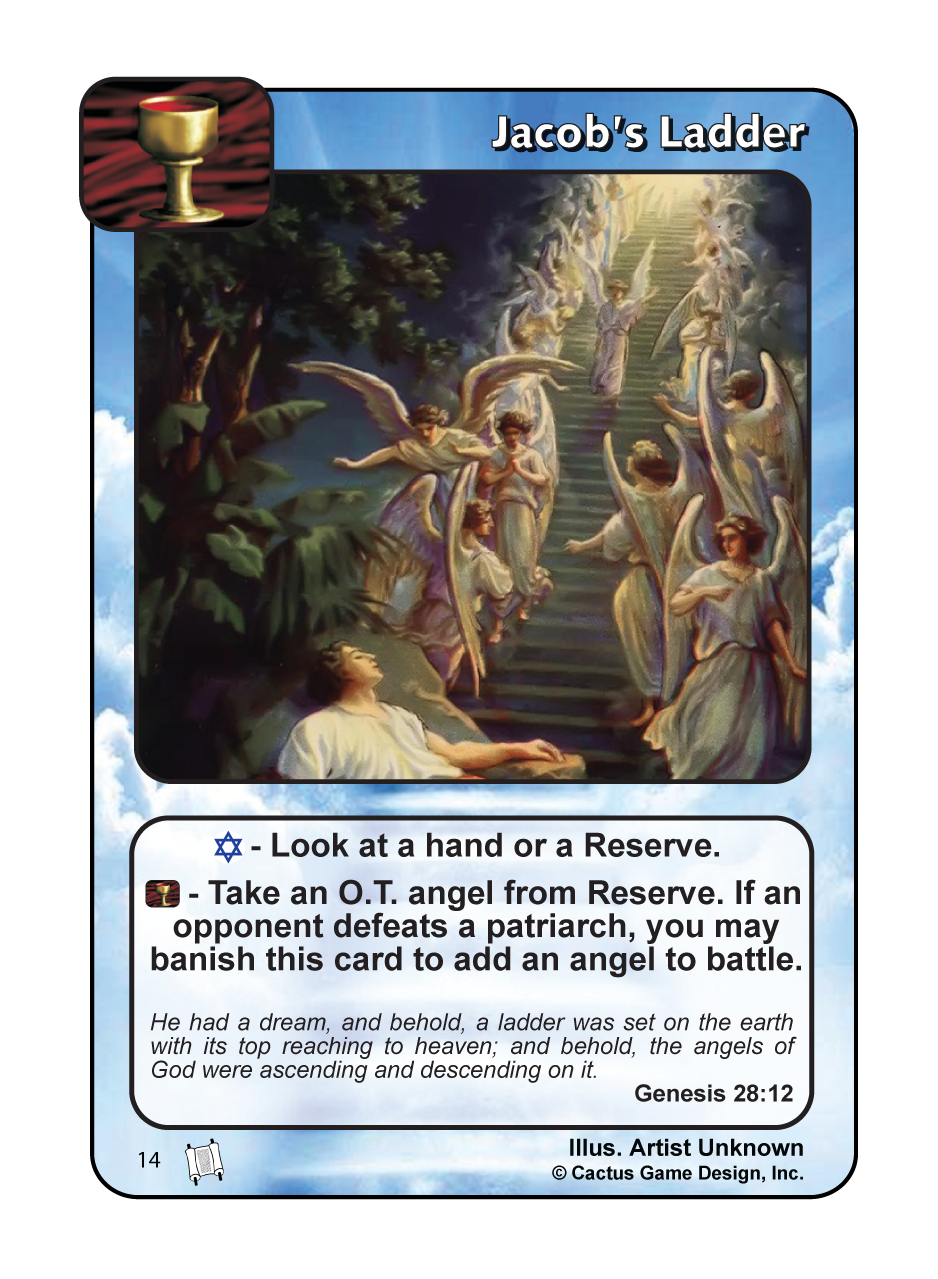 Jacob's Ladder
- Look at a hand or a Reserve.
- Take an O.T. angel from Reserve. If an
opponent defeats a patriarch, you may
banish this card to add an angel to battle.
He had a dream, and behold, a ladder was set on the earth
with its top reaching to heaven; and behold, the angels of
God were ascending and descending on it.
Genesis 28:12
14
Illus. Artist Unknown
© Cactus Game Design, Inc.